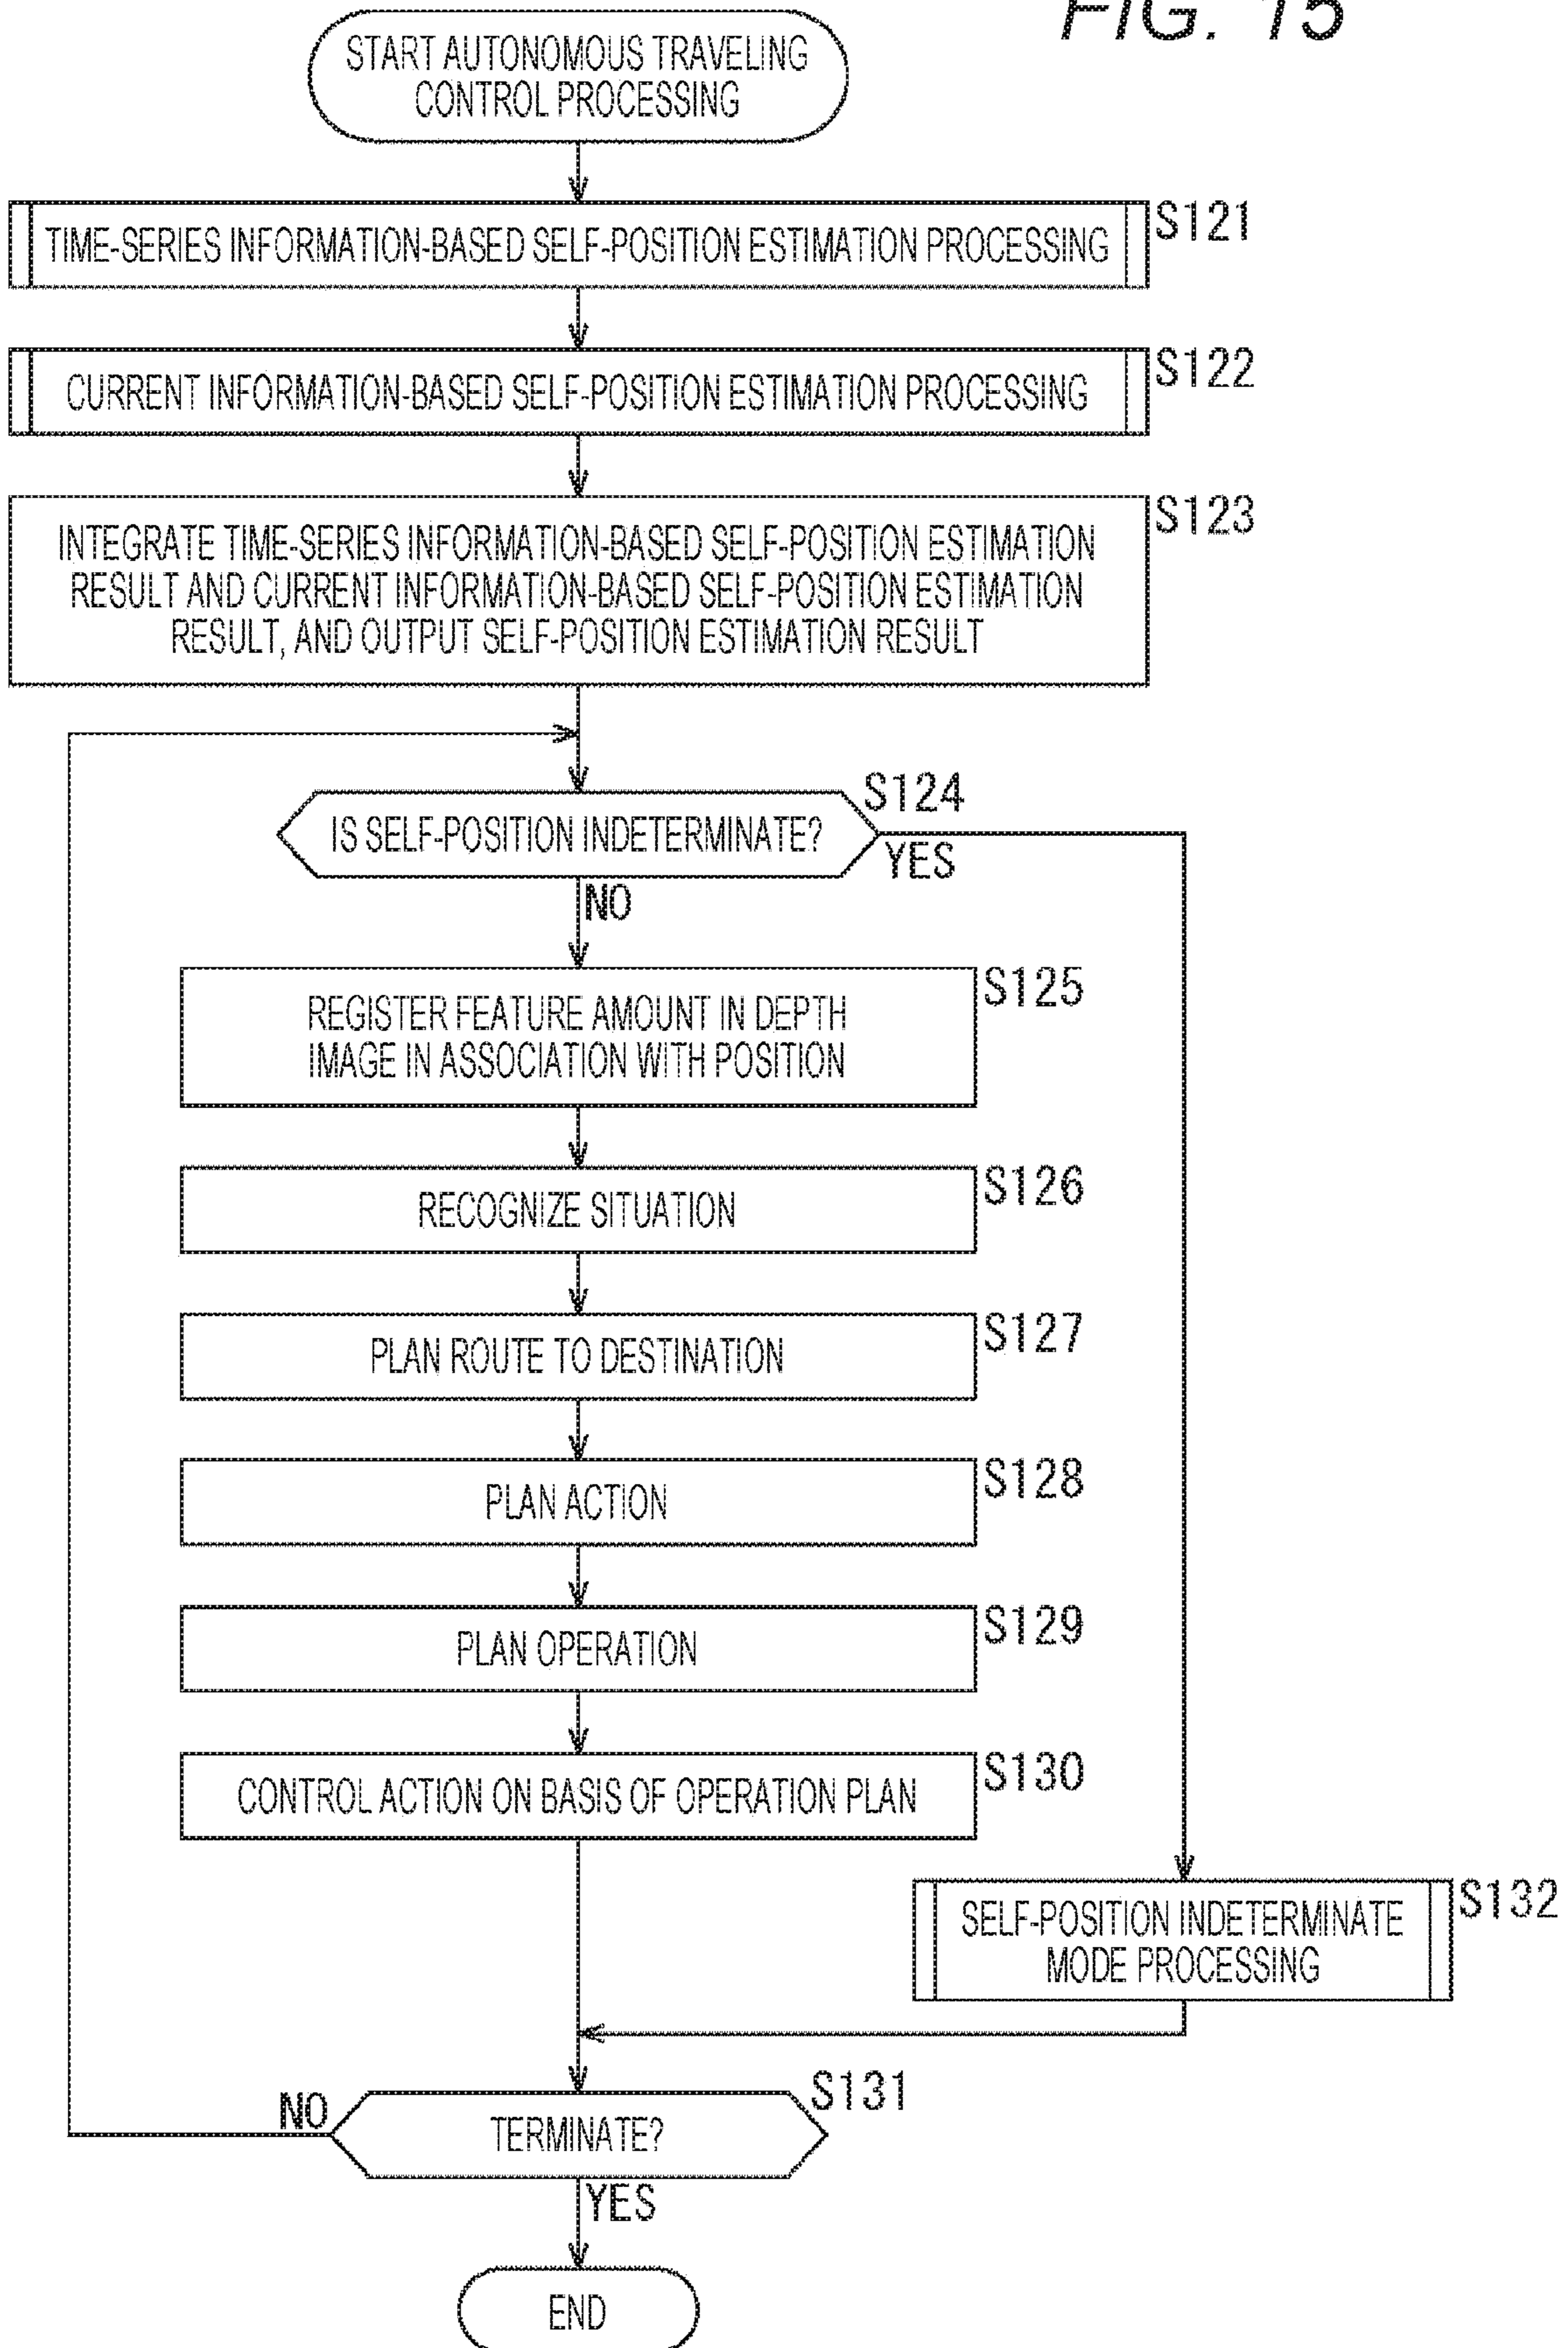 FIG. 15
START AUTONOMOUS TRAVELING
CONTROL PROCESSING
TIME-SERIES INFORMATION-BASED SELF-POSITION ESTIMATION PROCESSING
S121
CURRENT INFORMATION-BASED SELF-POSITION ESTIMATION PROCESSING
S122
INTEGRATE TIME-SERIES INFORMATION-BASED SELF-POSITION ESTIMATION
RESULT AND CURRENT INFORMATION-BASED SELF-POSITION ESTIMATION
RESULT, AND OUTPUT SELF-POSITION ESTIMATION RESULT
S123
IS SELF-POSITION INDETERMINATE?
S124
YES
NO
REGISTER FEATURE AMOUNT IN DEPTH
IMAGE IN ASSOCIATION WITH POSITION
S125
RECOGNIZE SITUATION
S126
PLAN ROUTE TO DESTINATION
S127
PLAN ACTION
S128
PLAN OPERATION
S129
CONTROL ACTION ON BASIS OF OPERATION PLAN
S130
SELF-POSITION INDETERMINATE
MODE PROCESSING
S132
NO
TERMINATE?
S131
YES
END